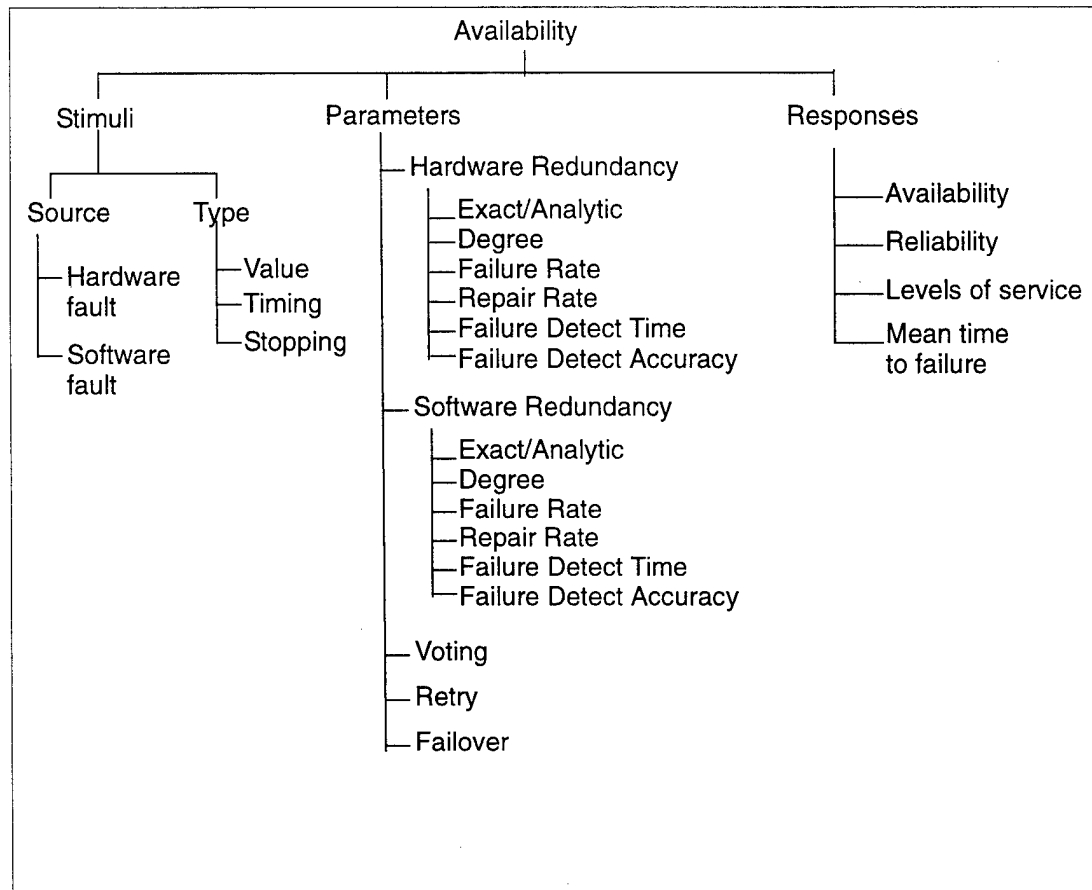 Availability
Stimuli
Parameters
Responses
Source
Type
Hardware
fault
Software
fault
Value
Timing
Stopping
Hardware Redundancy
Exact/Analytic
Degree
Failure Rate
Repair Rate
Failure Detect Time
Failure Detect Accuracy
Software Redundancy
Exact/Analytic
Degree
Failure Rate
Repair Rate
Failure Detect Time
Failure Detect Accuracy
Voting
Retry
Failover
Availability
Reliability
Levels of service
Mean time
to failure